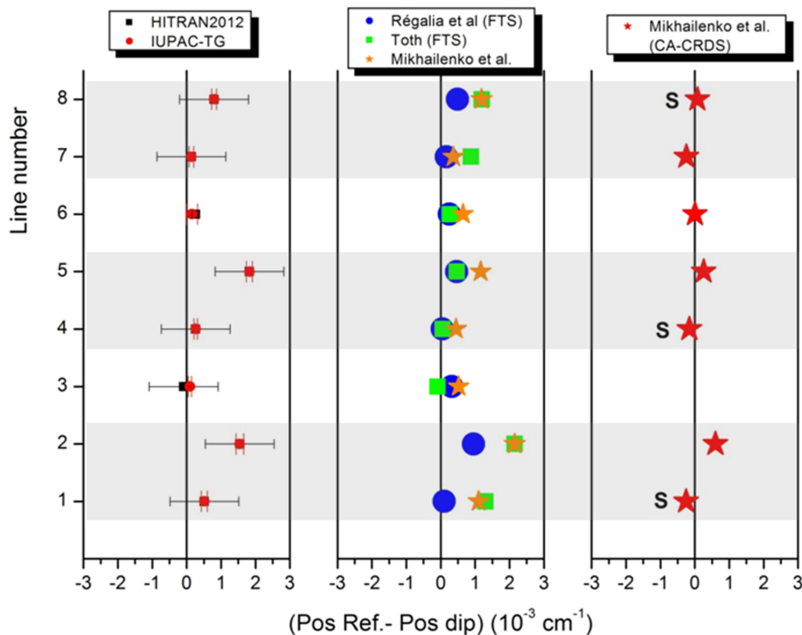 HITRAN2012
IUPAC-TG
Régalia et al (FTS)
Toth (FTS)
Mikhailenko et al.
Mikhailenko et al.
(CA-CRDS)
Line number
8
7
6
5
4
3
2
1
S
S
S
-3 -2 -1 0 1 2 3
-3 -2 -1 0 1 2 3
-3 -2 -1 0 1 2 3
(Pos Ref.- Pos dip) (10⁻³ cm⁻¹)